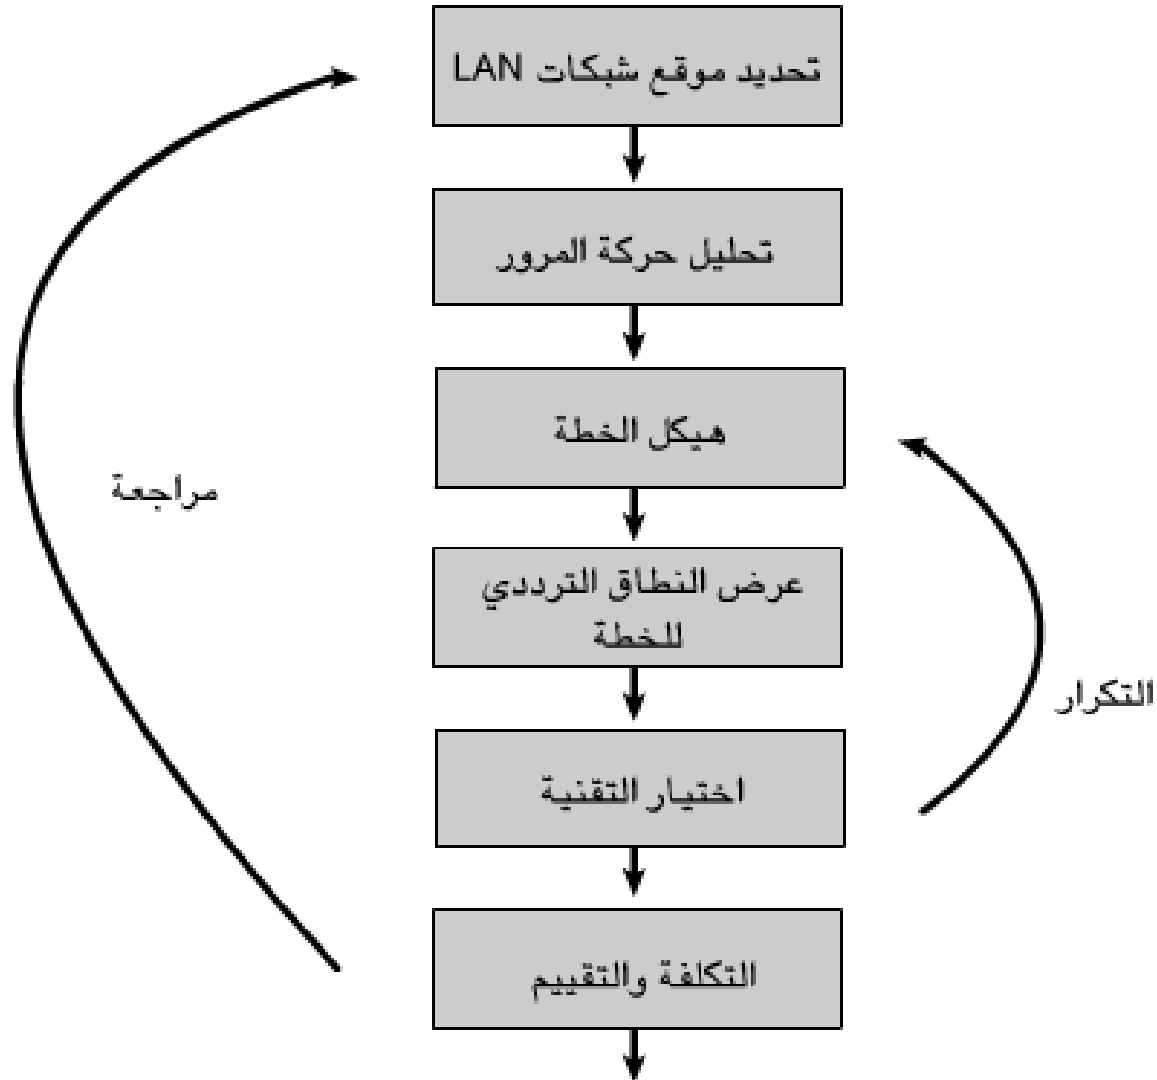 تحديد موقع شبكات LAN
تحليل حركة المرور
هيكل الخطة
مراجعة
عرض النطاق الترددي
للخطة
التكرار
اختيار التقنية
التكلفة والتقييم